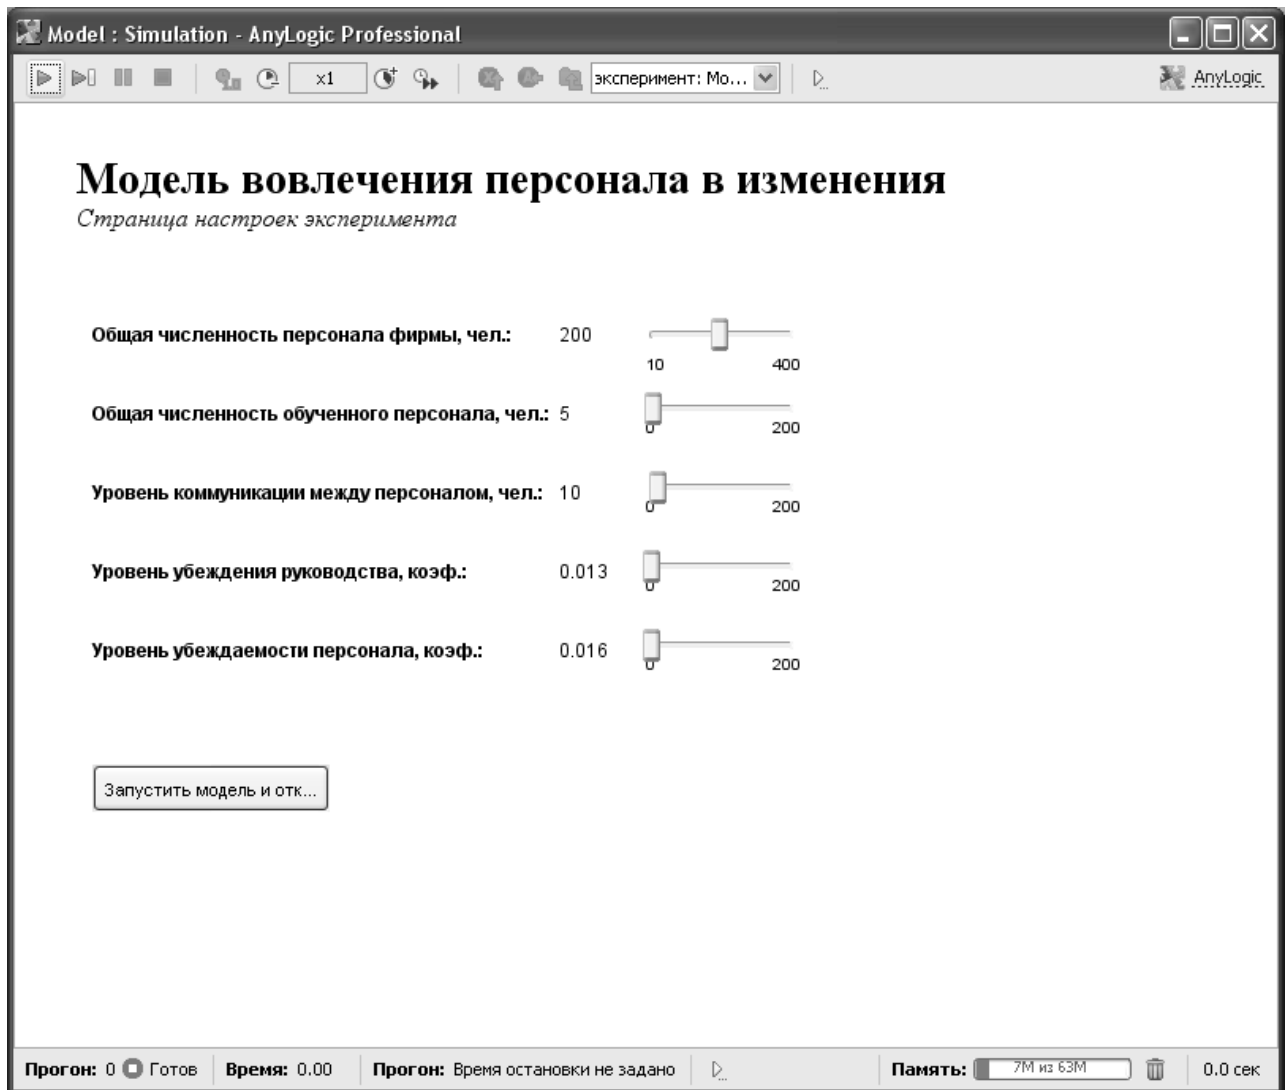 Model : Simulation - AnyLogic Professional
x1 эксперимент: Мо... AnyLogic
Модель вовлечения персонала в изменения
Страница настроек эксперимента
Общая численность персонала фирмы, чел.: 200
10 400
Общая численность обученного персонала, чел.: 5
0 200
Уровень коммуникации между персоналом, чел.: 10
0 200
Уровень убеждения руководства, коэф.: 0.013
0 200
Уровень убеждаемости персонала, коэф.: 0.016
0 200
Запустить модель и отк...
Прогон: 0 Готов Время: 0.00 Прогон: Время остановки не задано Память: 7M из 63M 0.0 сек